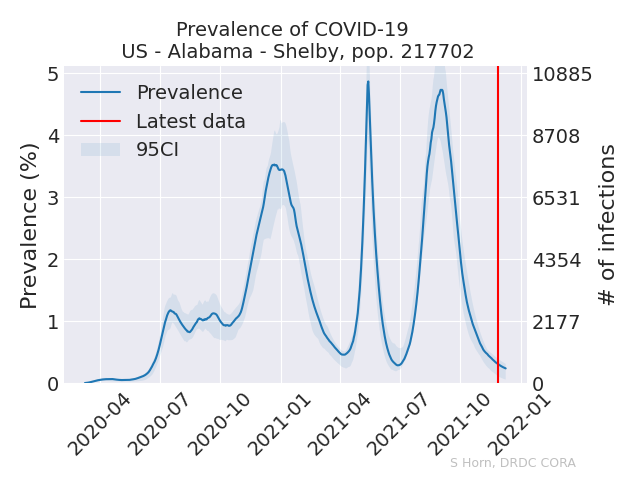 Prevalence of COVID-19
US - Alabama - Shelby, pop. 217702
Prevalence
Latest data
95CI
Prevalence (%)
5
4
3
2
1
0
# of infections
10885
8708
6531
4354
2177
0
2020-04
2020-07
2020-10
2021-01
2021-04
2021-07
2021-10
2022-01
S Horn, DRDC CORA